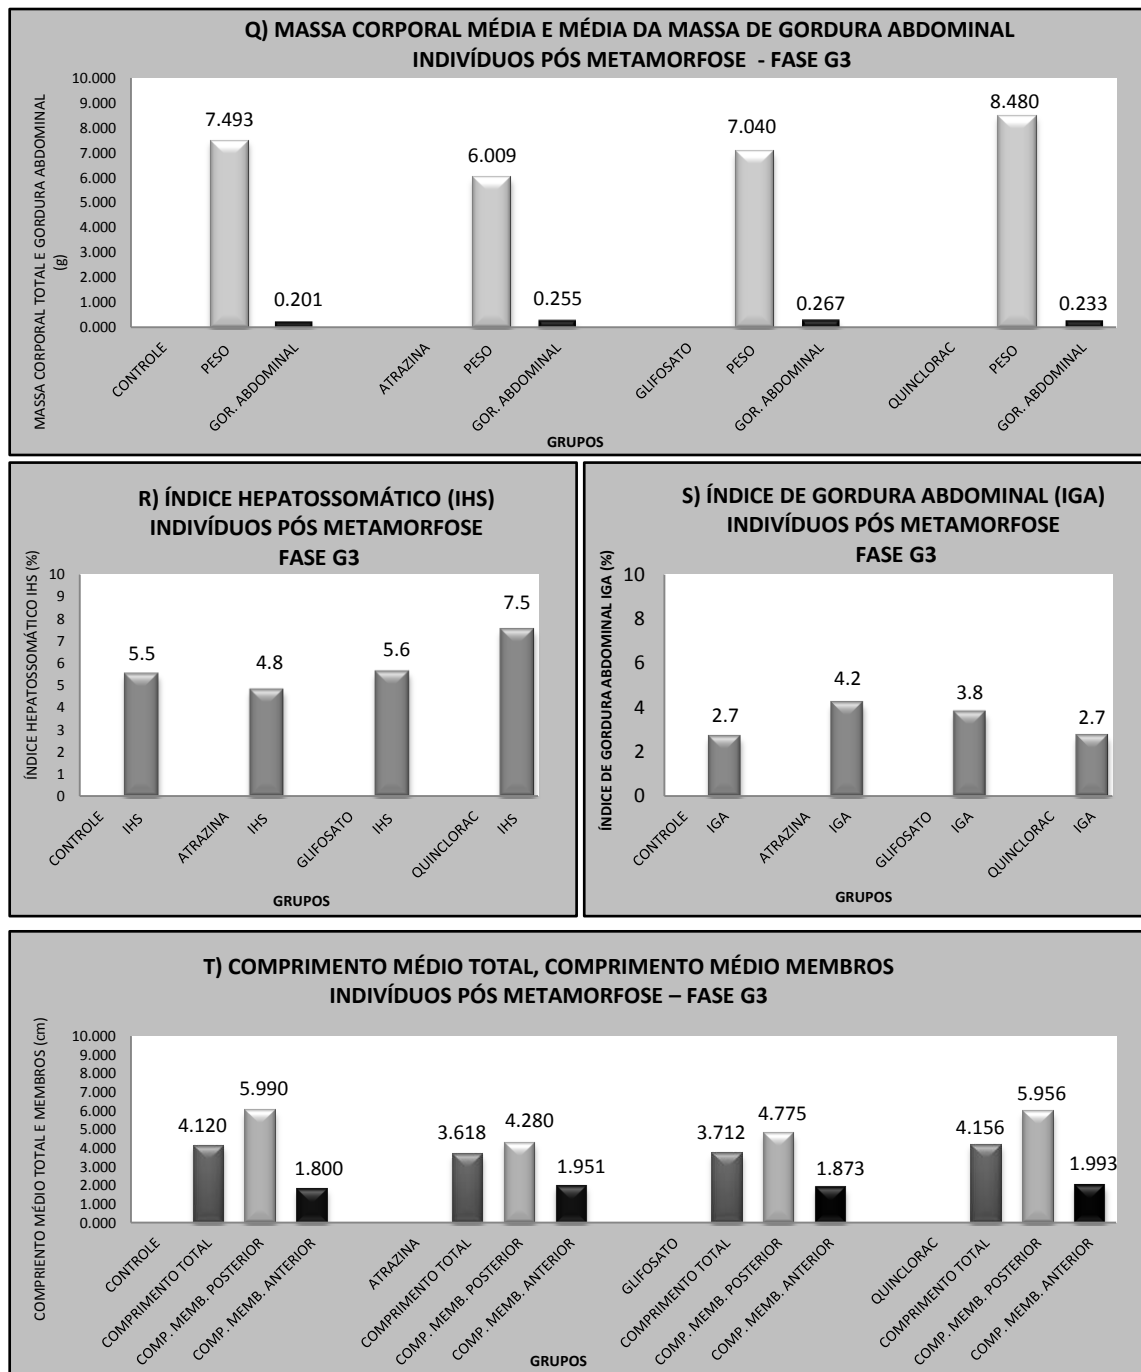 Q) MASSA CORPORAL MÉDIA E MÉDIA DA MASSA DE GORDURA ABDOMINAL
INDIVÍDUOS PÓS METAMORFOSE - FASE G3
MASSA CORPORAL TOTAL E GORDURA ABDOMINAL
(g)
10.000
9.000
8.000
7.000
6.000
5.000
4.000
3.000
2.000
1.000
0.000
7.493
0.201
6.009
0.255
7.040
0.267
8.480
0.233
CONTROLE
PESO
GOR. ABDOMINAL
ATRAZINA
PESO
GOR. ABDOMINAL
GLIFOSATO
PESO
GOR. ABDOMINAL
QUINCLORAC
PESO
GOR. ABDOMINAL
GRUPOS
R) ÍNDICE HEPATOSSOMÁTICO (IHS)
INDIVÍDUOS PÓS METAMORFOSE
FASE G3
ÍNDICE HEPATOSSOMÁTICO IHS (%)
10
9
8
7
6
5
4
3
2
1
0
5.5
4.8
5.6
7.5
CONTROLE
IHS
ATRAZINA
IHS
GLIFOSATO
IHS
QUINCLORAC
IHS
GRUPOS
S) ÍNDICE DE GORDURA ABDOMINAL (IGA)
INDIVÍDUOS PÓS METAMORFOSE
FASE G3
ÍNDICE DE GORDURA ABDOMINAL IGA (%)
10
8
6
4
2
0
2.7
4.2
3.8
2.7
CONTROLE
IGA
ATRAZINA
IGA
GLIFOSATO
IGA
QUINCLORAC
IGA
GRUPOS
T) COMPRIMENTO MÉDIO TOTAL, COMPRIMENTO MÉDIO MEMBROS
INDIVÍDUOS PÓS METAMORFOSE – FASE G3
COMPRIENTO MÉDIO TOTAL E MEMBROS (cm)
10.000
9.000
8.000
7.000
6.000
5.000
4.000
3.000
2.000
1.000
0.000
4.120
5.990
1.800
3.618
4.280
1.951
3.712
4.775
1.873
4.156
5.956
1.993
CONTROLE
COMPRIMENTO TOTAL
COMP. MEMB. POSTERIOR
COMP. MEMB. ANTERIOR
ATRAZINA
COMPRIMENTO TOTAL
COMP. MEMB. POSTERIOR
COMP. MEMB. ANTERIOR
GLIFOSATO
COMPRIMENTO TOTAL
COMP. MEMB. POSTERIOR
COMP. MEMB. ANTERIOR
QUINCLORAC
COMPRIMENTO TOTAL
COMP. MEMB. POSTERIOR
COMP. MEMB. ANTERIOR
GRUPOS